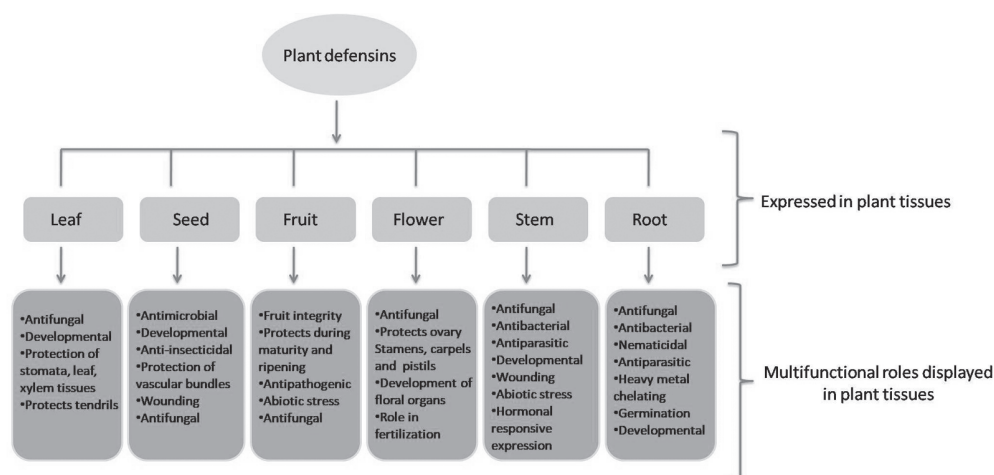 Plant defensins
Leaf
Seed
Fruit
Flower
Stem
Root
Expressed in plant tissues
•Antifungal
•Developmental
•Protection of
stomata, leaf,
xylem tissues
•Protects tendrils
•Antimicrobial
•Developmental
•Anti-insecticidal
•Protection of
vascular bundles
•Wounding
•Antifungal
•Fruit integrity
•Protects during
maturity and
ripening
•Antipathogenic
•Abiotic stress
•Antifungal
•Antifungal
•Protects ovary
Stamens, carpels
and pistils
•Development of
floral organs
•Role in
fertilization
•Antifungal
•Antibacterial
•Antiparasitic
•Developmental
•Wounding
•Abiotic stress
•Hormonal
responsive
expression
•Antifungal
•Antibacterial
•Nematicidal
•Antiparasitic
•Heavy metal
chelating
•Germination
•Developmental
Multifunctional roles displayed
in plant tissues